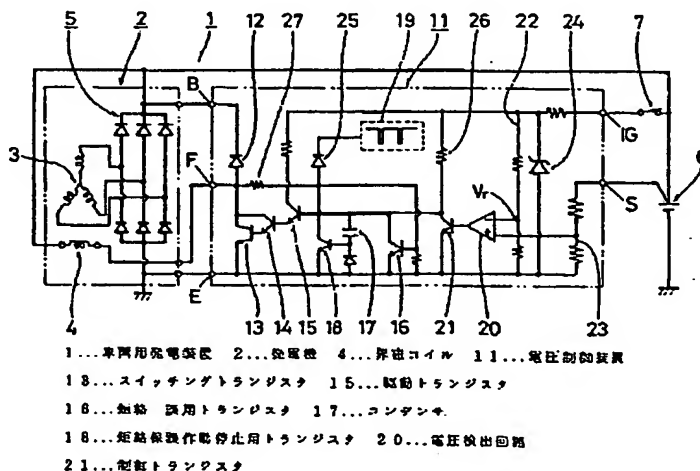 5 2 1 12 27 25 19 11 26 22 24 7
B
3
F
IG
Vr
S
6
E
4 13 14 15 18 17 16 21 20 23
1...車両用発電装置 2...発電機 4...界磁コイル 11...電圧制御装置
13...スイッチングトランジスタ 15...駆動トランジスタ
16...短絡 護用トランジスタ 17...コンデンサ
18...短絡保護作動停止用トランジスタ 20...電圧検出回路
21...制御トランジスタ